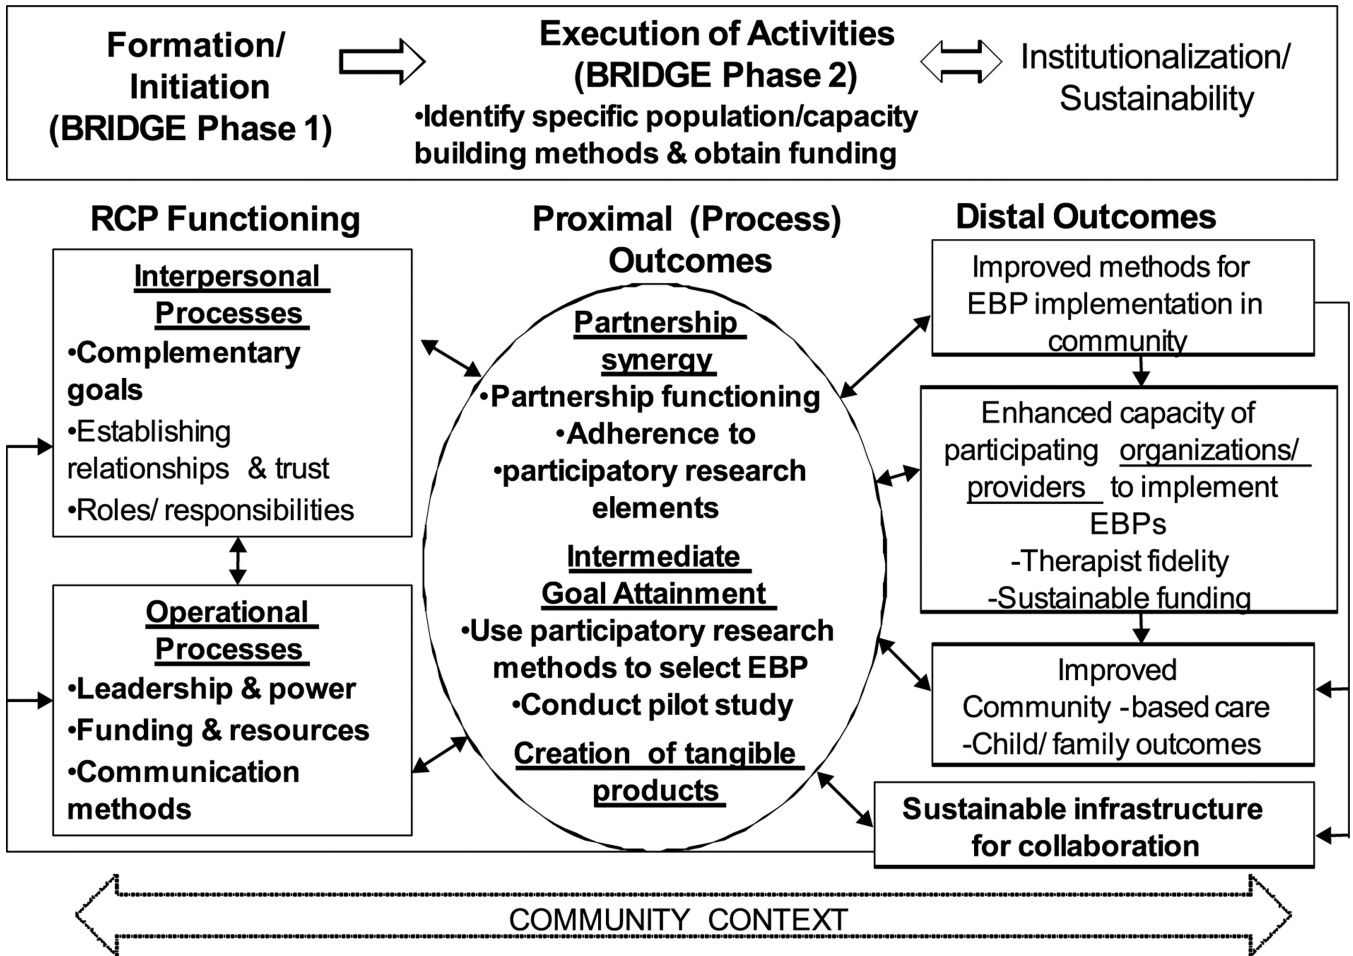 Formation/
Initiation
(BRIDGE Phase 1)
Execution of Activities
(BRIDGE Phase 2)
•Identify specific population/capacity
building methods & obtain funding
Institutionalization/
Sustainability
RCP Functioning
Interpersonal
Processes
•Complementary
goals
•Establishing
relationships & trust
•Roles/ responsibilities
Operational
Processes
•Leadership & power
•Funding & resources
•Communication
methods
Proximal (Process)
Outcomes
Partnership
synergy
•Partnership functioning
•Adherence to
•participatory research
elements
Intermediate
Goal Attainment
•Use participatory research
methods to select EBP
•Conduct pilot study
Creation of tangible
products
Distal Outcomes
Improved methods for
EBP implementation in
community
Enhanced capacity of
participating organizations/
providers to implement
EBPs
-Therapist fidelity
-Sustainable funding
Improved
Community -based care
-Child/ family outcomes
Sustainable infrastructure
for collaboration
COMMUNITY CONTEXT